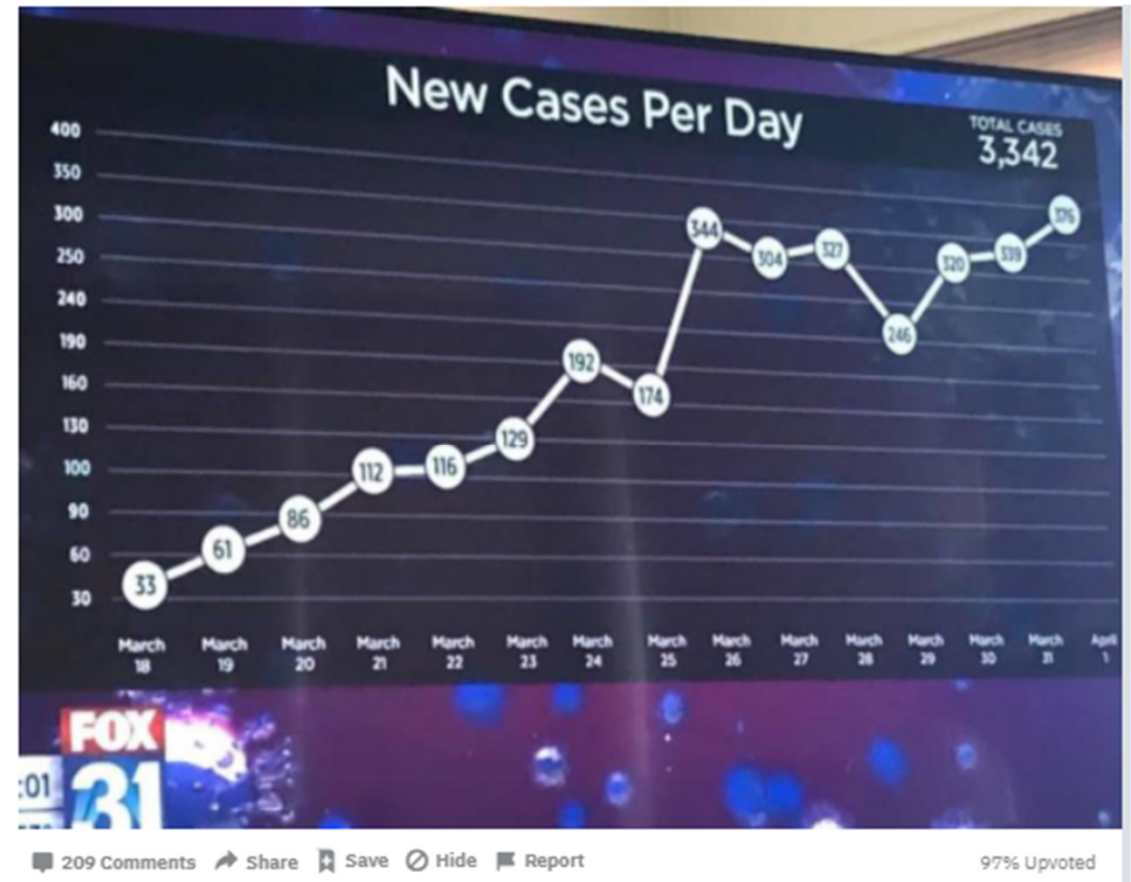 New Cases Per Day
TOTAL CASES
3,342
400
350
300
250
240
190
160
130
100
90
60
30
33
61
86
112
116
129
192
174
344
304
327
246
320
339
376
March 18
March 19
March 20
March 21
March 22
March 23
March 24
March 25
March 26
March 27
March 28
March 29
March 30
March 31
April 1
FOX
:01
31
209 Comments Share Save Hide Report 97% Upvoted